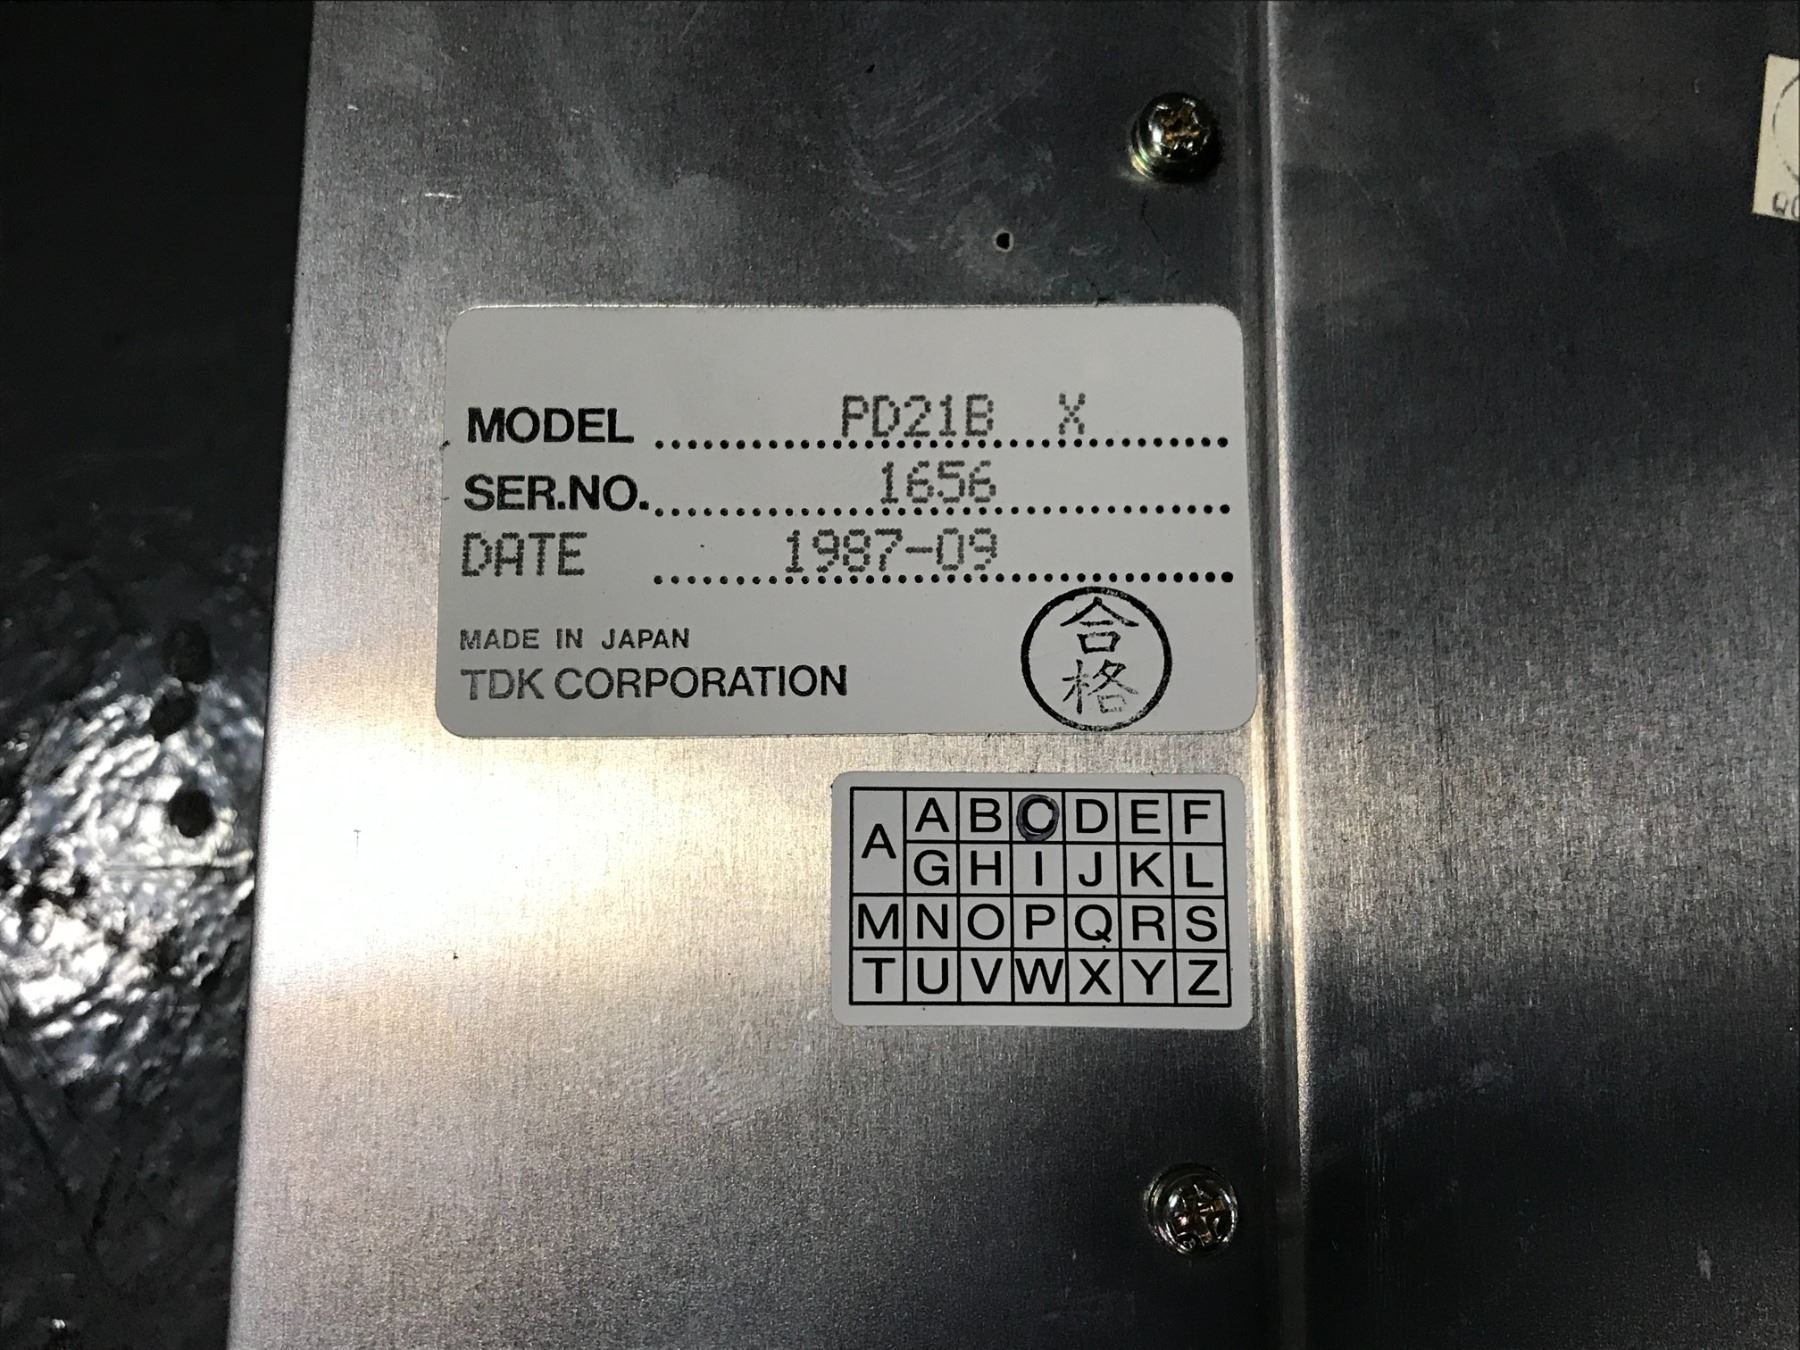 MODEL PD21B X
SER.NO. 1656
DATE 1987-09
MADE IN JAPAN
TDK CORPORATION
合格
A A B C D E F
G H I J K L
M N O P Q R S
T U V W X Y Z